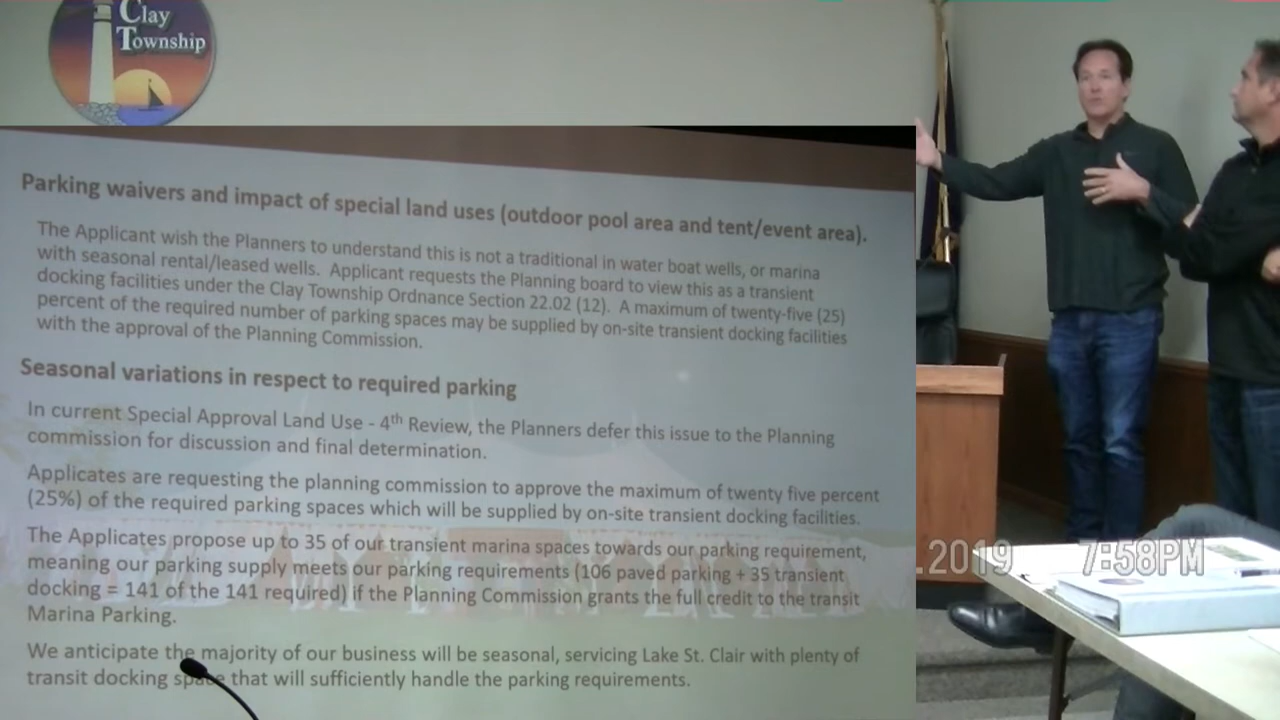 Clay
Township
Parking waivers and impact of special land uses (outdoor pool area and tent/event area).
The Applicant wish the Planners to understand this is not a traditional in water boat wells, or marina
with seasonal rental/leased wells. Applicant requests the Planning board to view this as a transient
docking facilities under the Clay Township Ordnance Section 22.02 (12). A maximum of twenty-five (25)
percent of the required number of parking spaces may be supplied by on-site transient docking facilities
with the approval of the Planning Commission.
Seasonal variations in respect to required parking
In current Special Approval Land Use - 4th Review, the Planners defer this issue to the Planning
commission for discussion and final determination.
Applicates are requesting the planning commission to approve the maximum of twenty five percent
(25%) of the required parking spaces which will be supplied by on-site transient docking facilities.
The Applicates propose up to 35 of our transient marina spaces towards our parking requirement,
meaning our parking supply meets our parking requirements (106 paved parking + 35 transient
docking = 141 of the 141 required) if the Planning Commission grants the full credit to the transit
Marina Parking.
We anticipate the majority of our business will be seasonal, servicing Lake St. Clair with plenty of
transit docking space that will sufficiently handle the parking requirements.
.2019 7:58PM